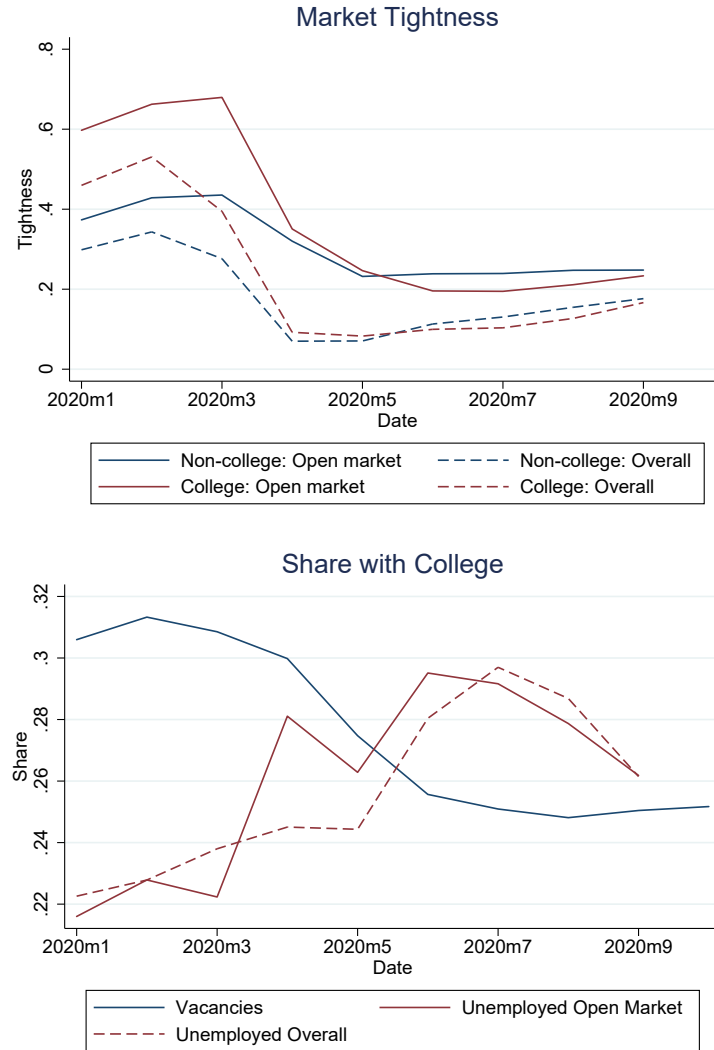 Market Tightness
.8
.6
.4
.2
0
Tightness
2020m1 2020m3 2020m5 2020m7 2020m9
Date
Non-college: Open market Non-college: Overall
College: Open market College: Overall
Share with College
.32
.3
.28
.26
.24
.22
Share
2020m1 2020m3 2020m5 2020m7 2020m9
Date
Vacancies Unemployed Open Market
Unemployed Overall